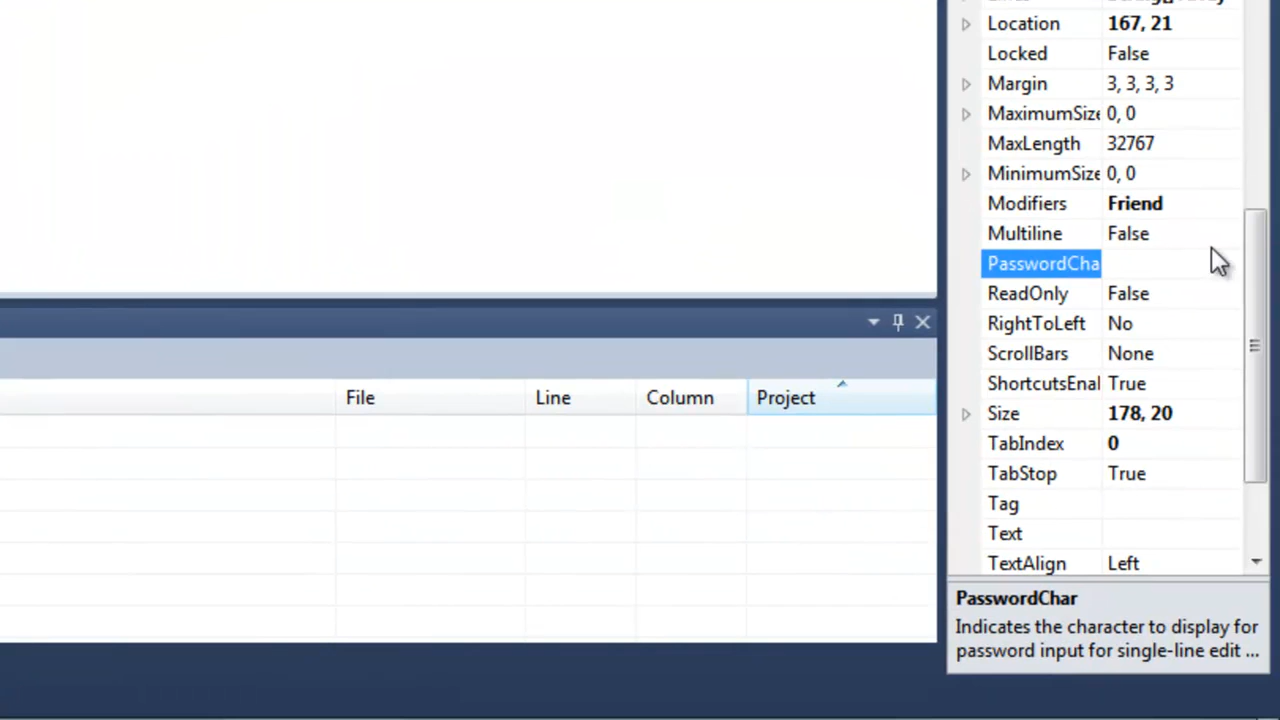 Location 167, 21
Locked False
Margin 3, 3, 3, 3
MaximumSize 0, 0
MaxLength 32767
MinimumSize 0, 0
Modifiers Friend
Multiline False
PasswordCha
ReadOnly False
RightToLeft No
ScrollBars None
ShortcutsEnal True
Size 178, 20
TabIndex 0
TabStop True
Tag
Text
TextAlign Left
File Line Column Project
PasswordChar
Indicates the character to display for
password input for single-line edit ...